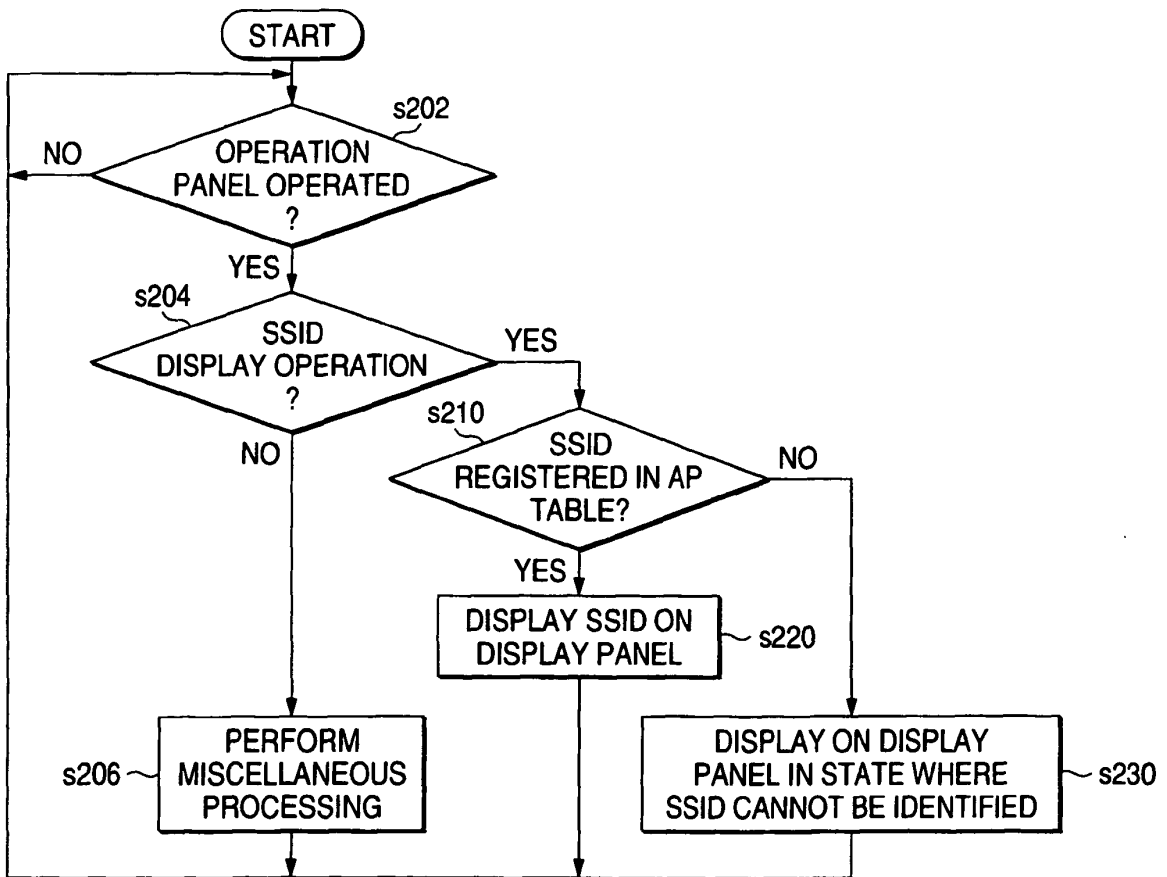 START
s202
NO
OPERATION
PANEL OPERATED
?
YES
s204
SSID
DISPLAY OPERATION
?
YES
NO
s210
SSID
REGISTERED IN AP
TABLE?
NO
YES
DISPLAY SSID ON
DISPLAY PANEL
s220
s206
PERFORM
MISCELLANEOUS
PROCESSING
DISPLAY ON DISPLAY
PANEL IN STATE WHERE
SSID CANNOT BE IDENTIFIED
s230